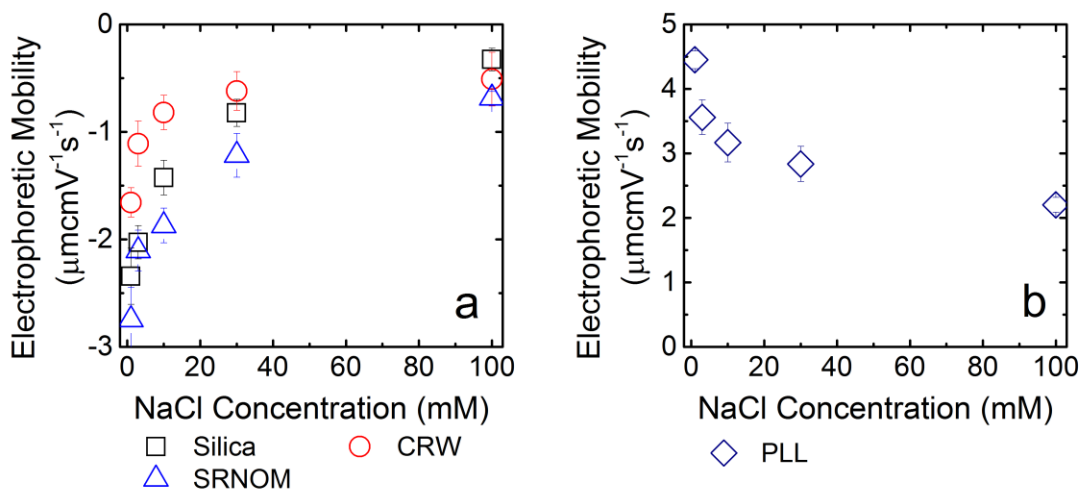 -0
-1
-2
-3
0 20 40 60 80 100
Electrophoretic Mobility
(μmcmV⁻¹s⁻¹)
NaCl Concentration (mM)
a
Silica
CRW
SRNOM
5
4
3
2
1
0
0 20 40 60 80 100
Electrophoretic Mobility
(μmcmV⁻¹s⁻¹)
NaCl Concentration (mM)
b
PLL